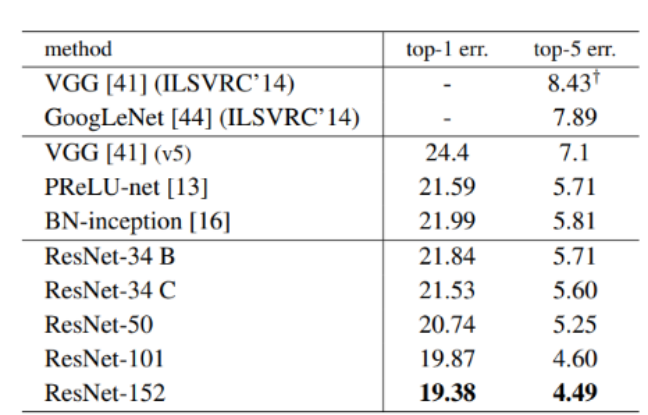 method top-1 err. top-5 err.
VGG [41] (ILSVRC'14) - 8.43†
GoogLeNet [44] (ILSVRC'14) - 7.89
VGG [41] (v5) 24.4 7.1
PReLU-net [13] 21.59 5.71
BN-inception [16] 21.99 5.81
ResNet-34 B 21.84 5.71
ResNet-34 C 21.53 5.60
ResNet-50 20.74 5.25
ResNet-101 19.87 4.60
ResNet-152 19.38 4.49